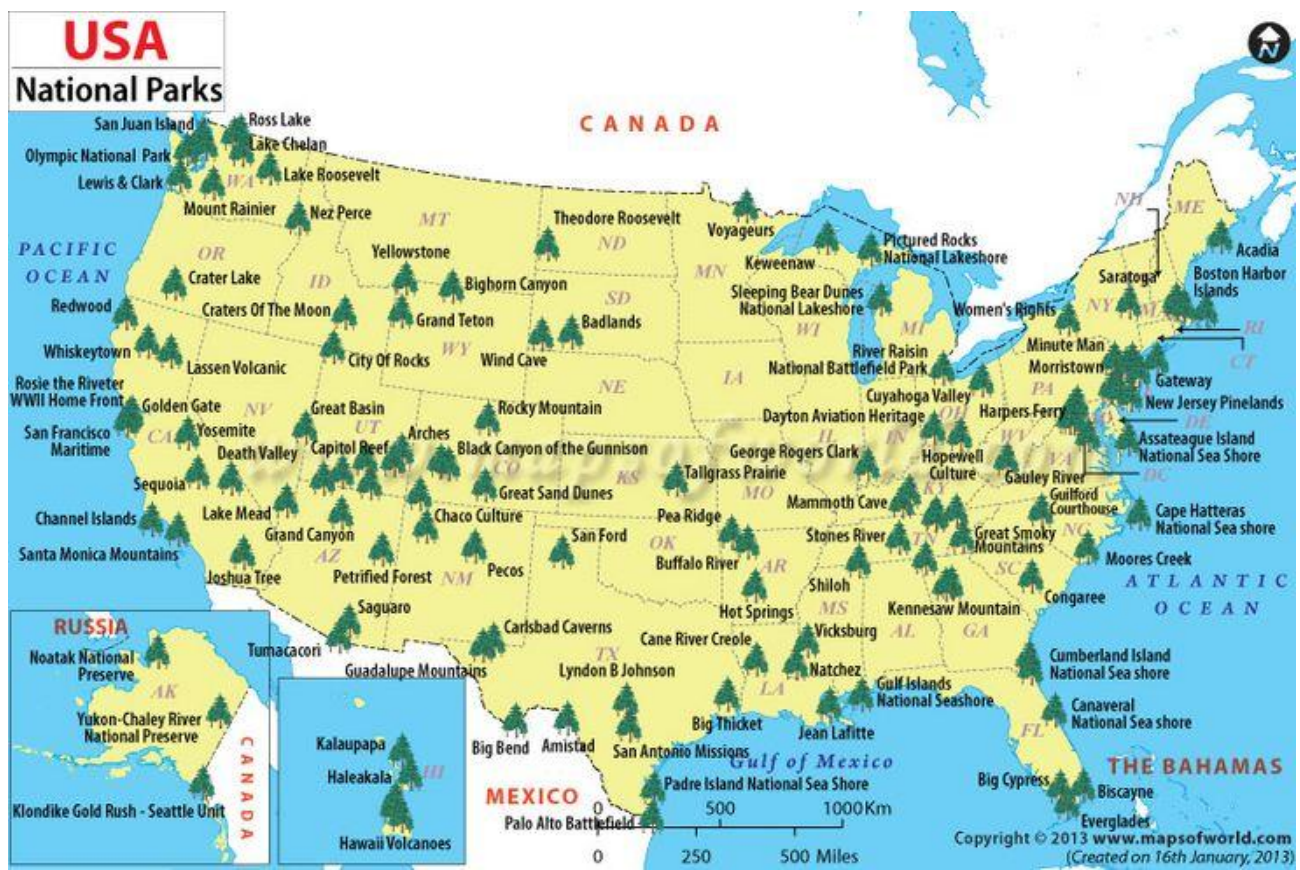 USA
National Parks
N
CANADA
San Juan Island
Ross Lake
Olympic National Park
Lake Chelan
Lewis & Clark
WA
Lake Roosevelt
Mount Rainier
Nez Perce
MT
Theodore Roosevelt
ND
Voyageurs
Keweenaw
Pictured Rocks
National Lakeshore
NH
ME
Acadia
PACIFIC
OCEAN
OR
Yellowstone
MN
Saratoga
Boston Harbor
Islands
Crater Lake
ID
Bighorn Canyon
SD
Sleeping Bear Dunes
National Lakeshore
Women's Rights
NY
MA
Redwood
Craters Of The Moon
Grand Teton
Badlands
WI
MI
RI
Whiskeytown
WY
Wind Cave
Minute Man
CT
Lassen Volcanic
City Of Rocks
River Raisin
National Battlefield Park
Morristown
Gateway
Rosie the Riveter
WWII Home Front
NE
IA
Cuyahoga Valley
PA
New Jersey Pinelands
Golden Gate
NV
Great Basin
Rocky Mountain
Dayton Aviation Heritage
OH
Harpers Ferry
DE
San Francisco
Maritime
CA
Yosemite
UT
Arches
Black Canyon of the Gunnison
IL
IN
WV
Assateague Island
National Sea Shore
Death Valley
Capitol Reef
CO
KS
Tallgrass Prairie
George Rogers Clark
Hopewell
Culture
VA
DC
Sequoia
Great Sand Dunes
MO
Gauley River
Lake Mead
Mammoth Cave
KY
Guilford
Courthouse
Channel Islands
Grand Canyon
Chaco Culture
Pea Ridge
Cape Hatteras
National Sea shore
Santa Monica Mountains
AZ
San Ford
OK
Stones River
TN
Great Smoky
Mountains
NC
Moores Creek
Joshua Tree
Petrified Forest
NM
Pecos
Buffalo River
AR
Shiloh
SC
ATLANTIC
OCEAN
Saguaro
Hot Springs
MS
Kennesaw Mountain
Congaree
RUSSIA
Tumacacori
Carlsbad Caverns
Cane River Creole
Vicksburg
AL
GA
Noatak National
Preserve
Guadalupe Mountains
TX
Lyndon B Johnson
Natchez
Cumberland Island
National Sea shore
AK
LA
Gulf Islands
National Seashore
Yukon-Chaley River
National Preserve
CANADA
Big Bend
Amistad
Big Thicket
Jean Lafitte
Canaveral
National Sea shore
FL
Kalaupapa
San Antonio Missions
Gulf of Mexico
Haleakala
HI
Padre Island National Sea Shore
Big Cypress
THE BAHAMAS
Biscayne
Klondike Gold Rush - Seattle Unit
MEXICO
0 500 1000 Km
Palo Alto Battlefield
Everglades
Hawaii Volcanoes
0 250 500 Miles
Copyright © 2013 www.mapsofworld.com
(Created on 16th January, 2013)